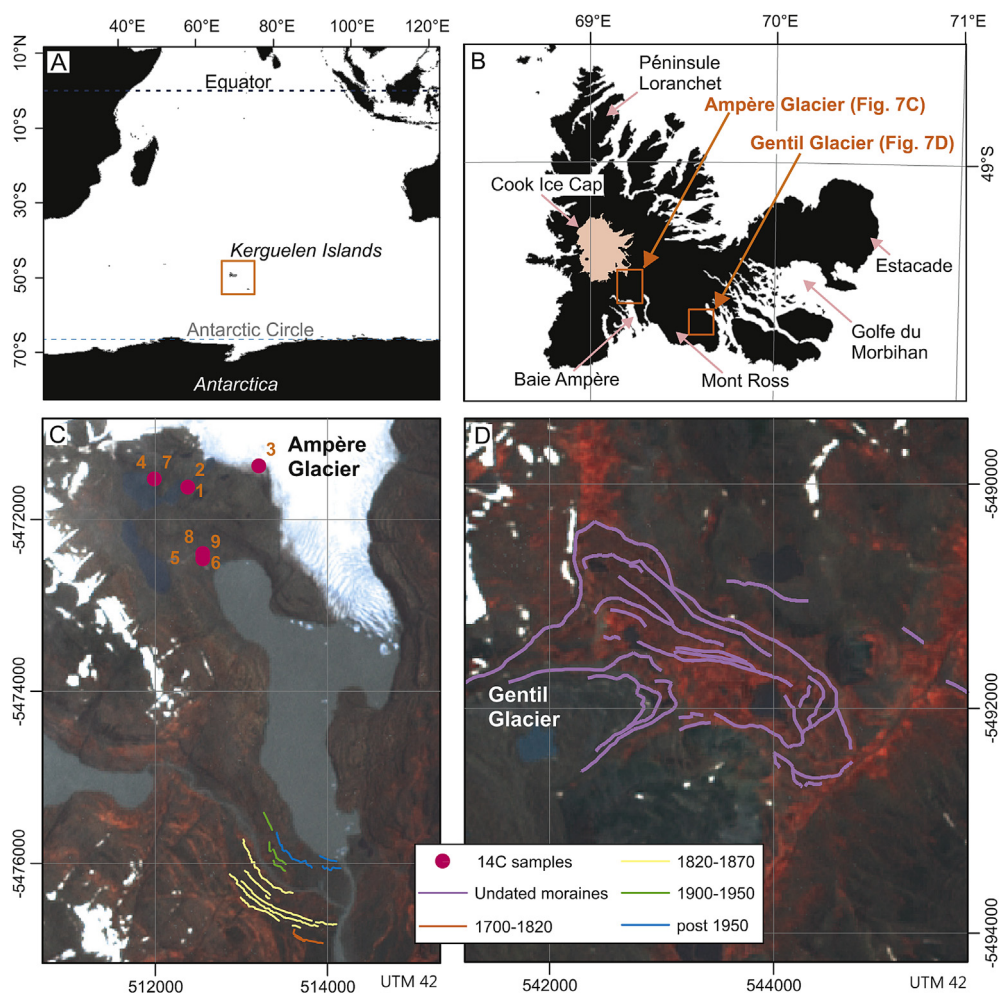 40°E 60°E 80°E 100°E 120°E
10°N
A
Equator
10°S
30°S
Kerguelen Islands
50°S
Antarctic Circle
70°S
Antarctica
69°E 70°E 71°E
B
Péninsule
Loranchet
Ampère Glacier (Fig. 7C)
Gentil Glacier (Fig. 7D)
49°S
Cook Ice Cap
Estacade
Golfe du
Morbihan
Baie Ampère
Mont Ross
C
Ampère
Glacier
3
4 7
2
1
8 9
5 6
-5472000
-5474000
-5476000
512000 514000 UTM 42
D
Gentil
Glacier
-5490000
-5492000
-5494000
542000 544000 UTM 42
14C samples
Undated moraines
1700-1820
1820-1870
1900-1950
post 1950